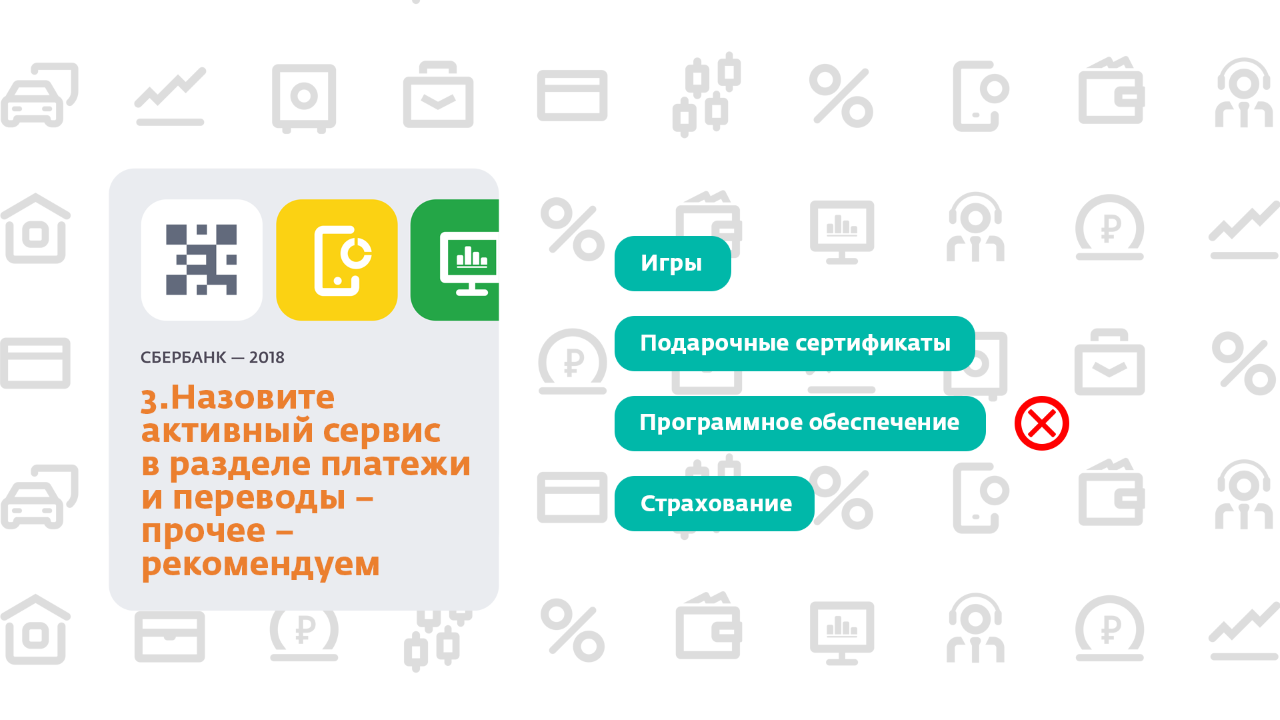 СБЕРБАНК — 2018
3.Назовите
активный сервис
в разделе платежи
и переводы –
прочее –
рекомендуем
Игры
Подарочные сертификаты
Программное обеспечение
Страхование